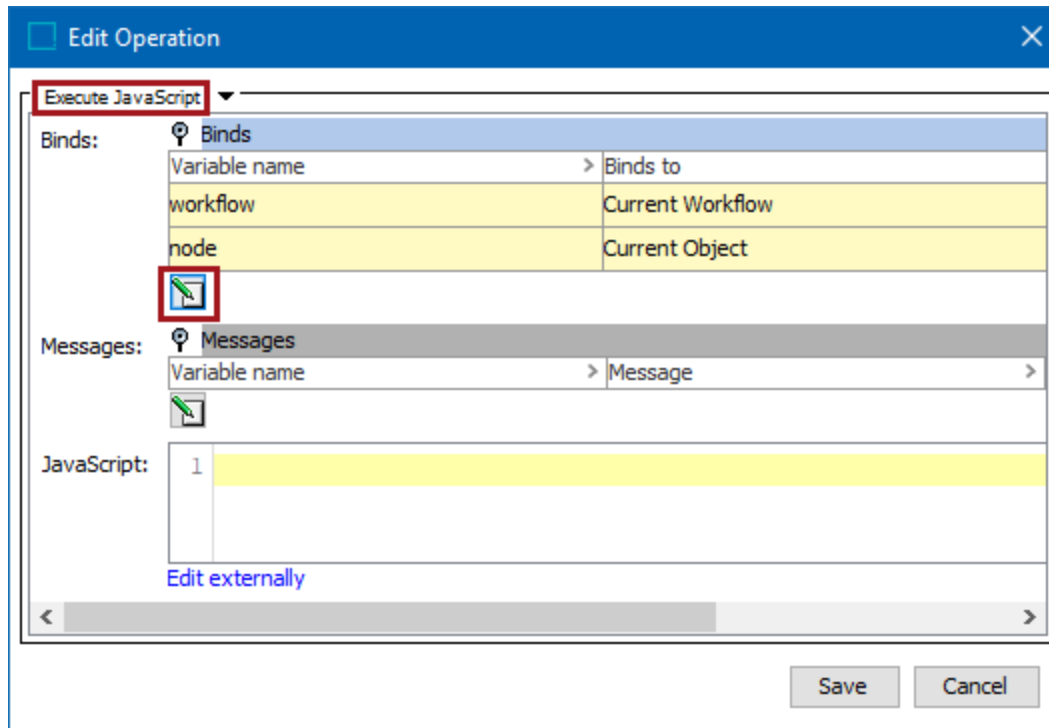 Edit Operation
Execute JavaScript
Binds:
Binds
Variable name > Binds to
workflow Current Workflow
node Current Object
Messages:
Messages
Variable name > Message >
JavaScript:
1
Edit externally
Save Cancel